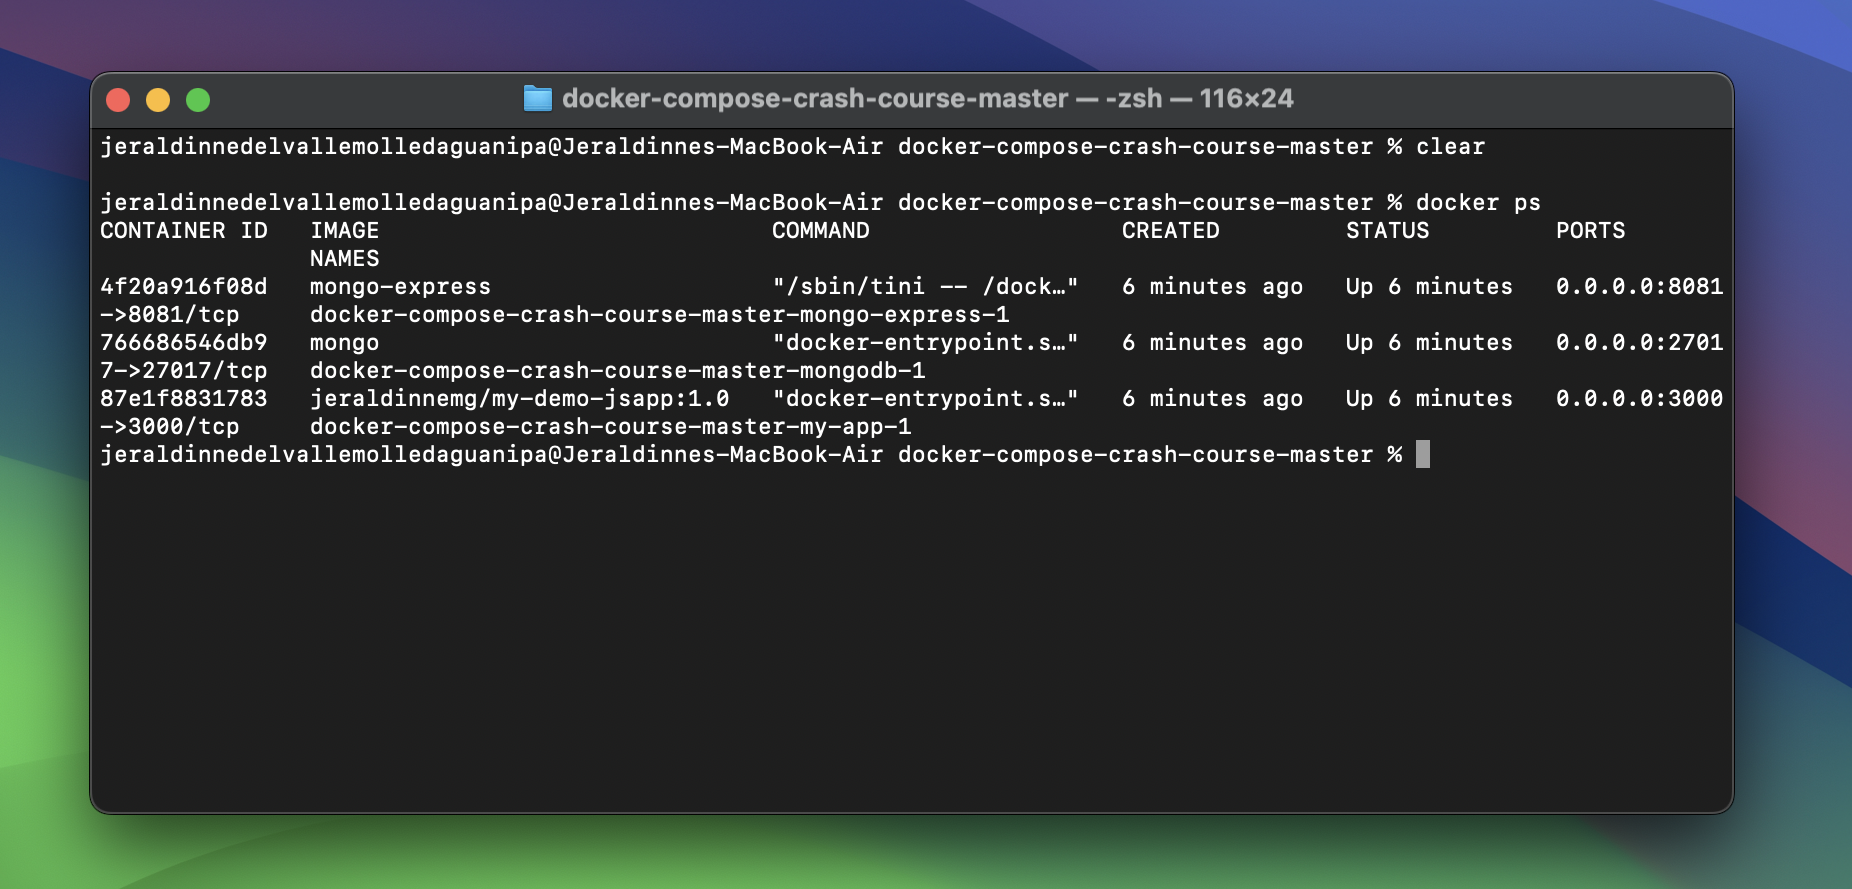 docker-compose-crash-course-master — -zsh — 116×24
jeraldinnedelvallemolledaguanipa@Jeraldinnes-MacBook-Air docker-compose-crash-course-master % clear
jeraldinnedelvallemolledaguanipa@Jeraldinnes-MacBook-Air docker-compose-crash-course-master % docker ps
CONTAINER ID   IMAGE                            COMMAND                  CREATED         STATUS         PORTS
               NAMES
4f20a916f08d   mongo-express                    "/sbin/tini -- /dock…"   6 minutes ago   Up 6 minutes   0.0.0.0:8081
->8081/tcp     docker-compose-crash-course-master-mongo-express-1
766686546db9   mongo                            "docker-entrypoint.s…"   6 minutes ago   Up 6 minutes   0.0.0.0:2701
7->27017/tcp   docker-compose-crash-course-master-mongodb-1
87e1f8831783   jeraldinnemg/my-demo-jsapp:1.0   "docker-entrypoint.s…"   6 minutes ago   Up 6 minutes   0.0.0.0:3000
->3000/tcp     docker-compose-crash-course-master-my-app-1
jeraldinnedelvallemolledaguanipa@Jeraldinnes-MacBook-Air docker-compose-crash-course-master %